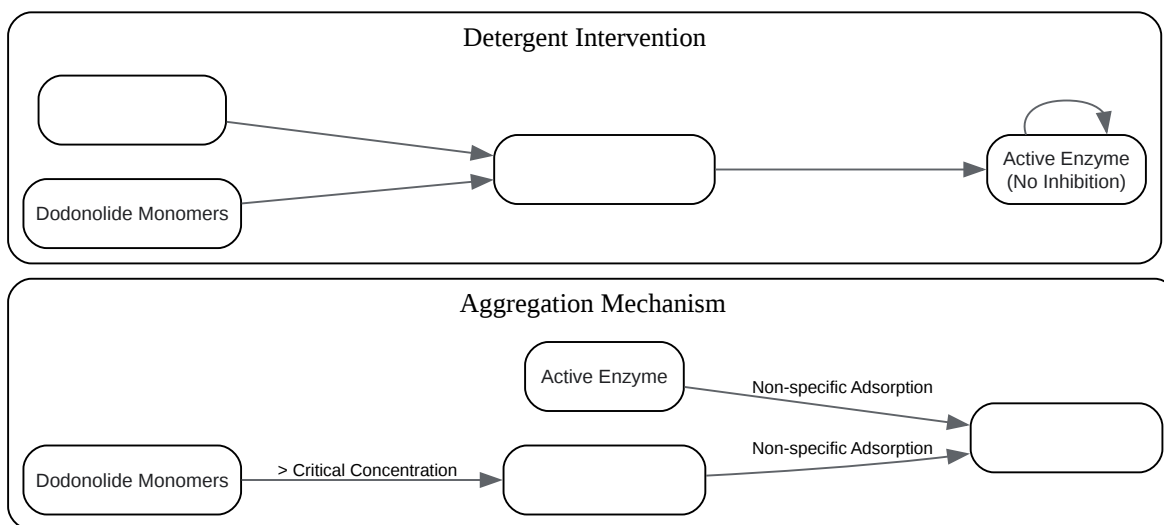 Detergent Intervention
Active Enzyme
(No Inhibition)
Dodonolide Monomers
Aggregation Mechanism
Active Enzyme
Non-specific Adsorption
Non-specific Adsorption
Dodonolide Monomers
> Critical Concentration